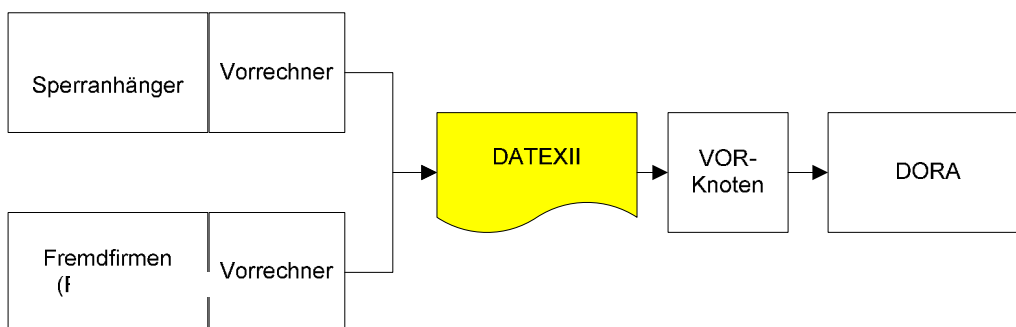 Sperranhänger
Vorrechner
DATEXII
VOR-
Knoten
DORA
Fremdfirmen
Vorrechner